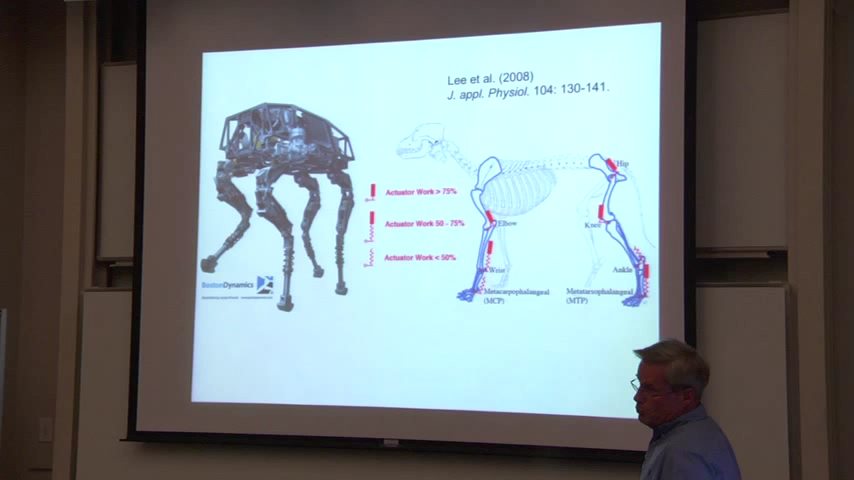 Lee et al. (2008)
J. appl. Physiol. 104: 130-141.
Hip
Actuator Work > 75%
Actuator Work 50 - 75%
Elbow
Knee
Actuator Work < 50%
Wrist
Ankle
BostonDynamics
Metacarpophalangeal
(MCP)
Metatarsophalangeal
(MTP)